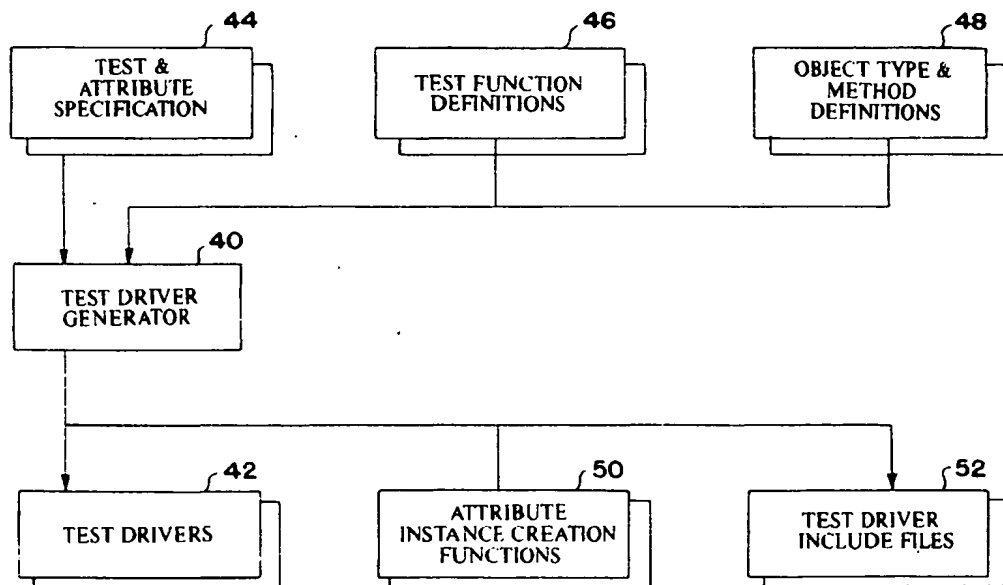 44
TEST &
ATTRIBUTE
SPECIFICATION
46
TEST FUNCTION
DEFINITIONS
48
OBJECT TYPE &
METHOD
DEFINITIONS
40
TEST DRIVER
GENERATOR
42
TEST DRIVERS
50
ATTRIBUTE
INSTANCE CREATION
FUNCTIONS
52
TEST DRIVER
INCLUDE FILES